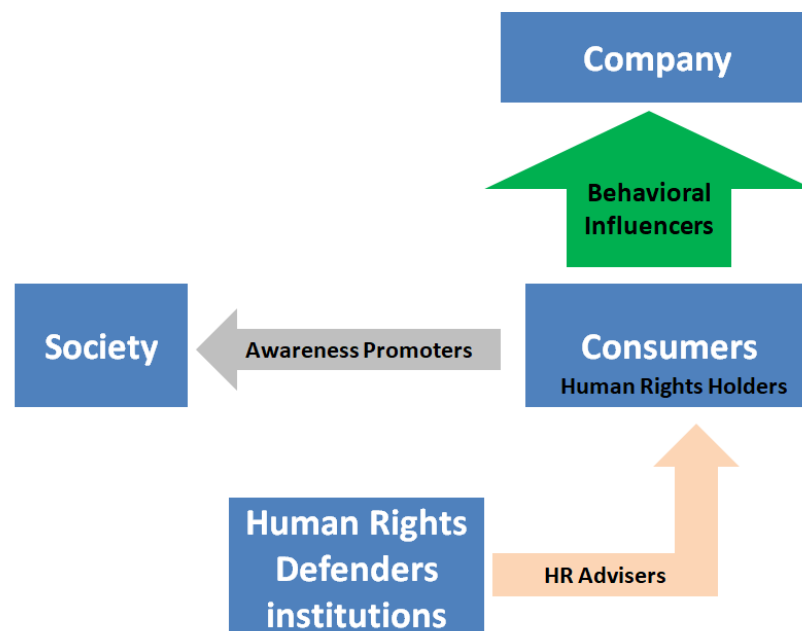 Company
Behavioral
Influencers
Society
Awareness Promoters
Consumers
Human Rights Holders
Human Rights
Defenders
institutions
HR Advisers